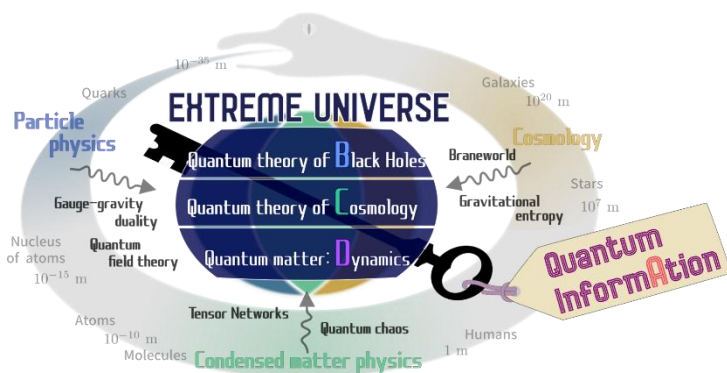 10⁻³⁵ m
Quarks
Galaxies
10²⁰ m
EXTREME UNIVERSE
Particle
physics
Cosmology
Quantum theory of Black Holes
Braneworld
Gauge-gravity
duality
Quantum theory of Cosmology
Gravitational
entropy
Stars
10⁷ m
Nucleus
of atoms
10⁻¹⁵ m
Quantum
field theory
Quantum matter: Dynamics
Quantum
InformAtion
Tensor Networks
Quantum chaos
Atoms
10⁻¹⁰ m
Molecules
Condensed matter physics
Humans
1 m